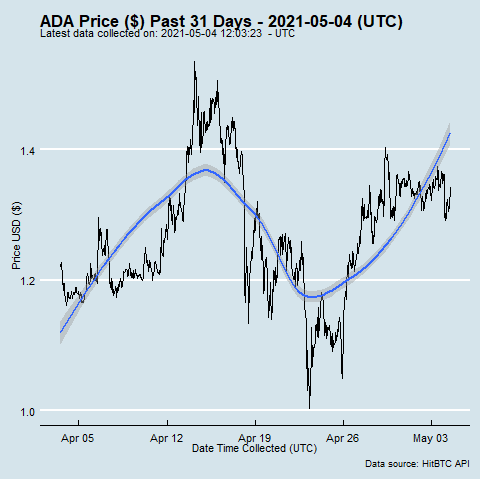 ADA Price ($) Past 31 Days - 2021-05-04 (UTC)
Latest data collected on: 2021-05-04 12:03:23 - UTC
Price USD ($)
1.4
1.2
1.0
Apr 05 Apr 12 Apr 19 Apr 26 May 03
Date Time Collected (UTC)
Data source: HitBTC API